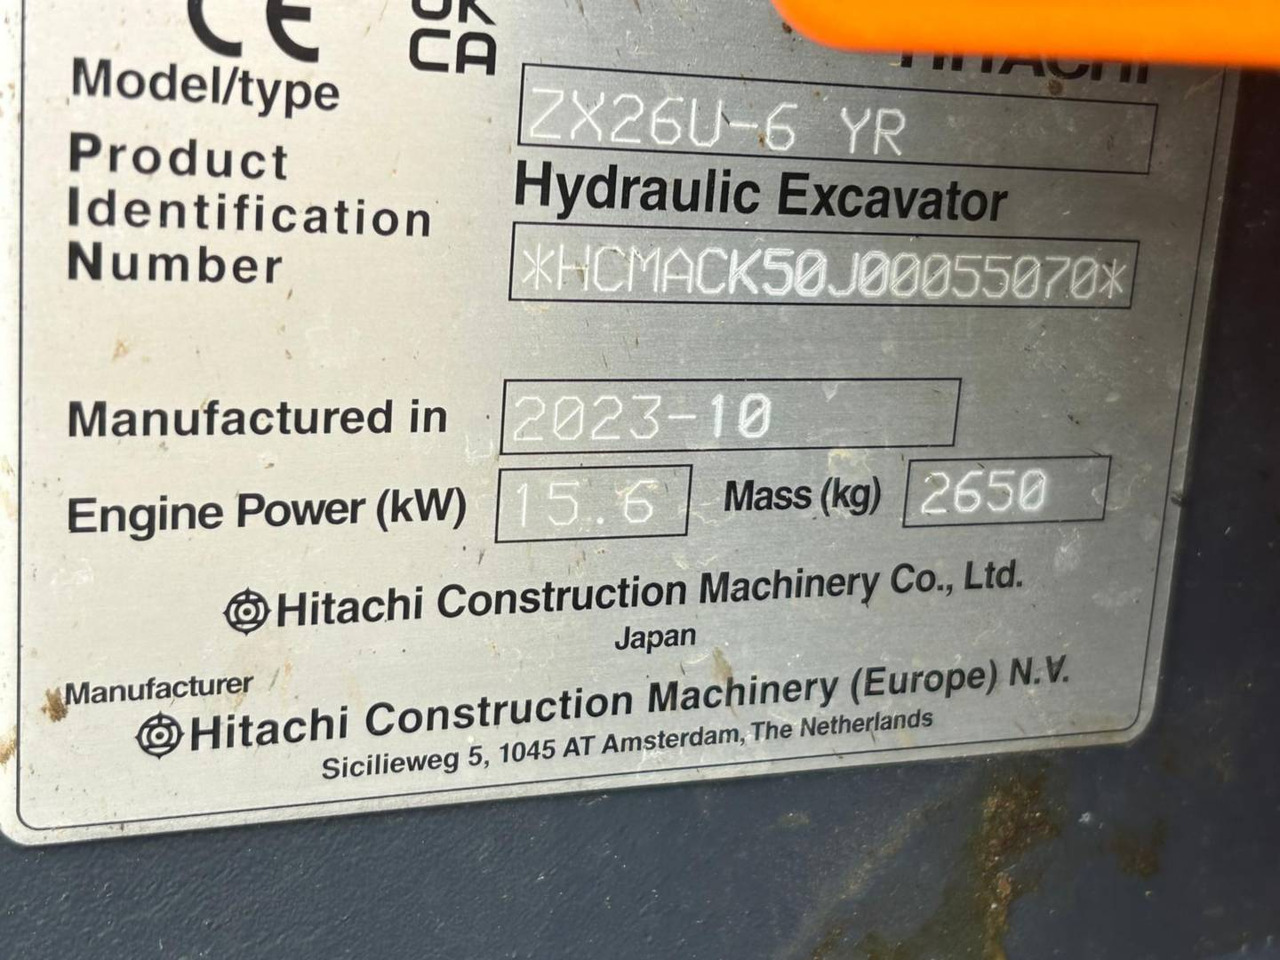 CE
UK
CA
HITACHI
Model/type
ZX26U-6 YR
Hydraulic Excavator
Product
Identification
Number
*HCMACK50J00055070*
Manufactured in
2023-10
Engine Power (kW)
15.6
Mass (kg)
2650
Hitachi Construction Machinery Co., Ltd.
Japan
Manufacturer
Hitachi Construction Machinery (Europe) N.V.
Sicilieweg 5, 1045 AT Amsterdam, The Netherlands